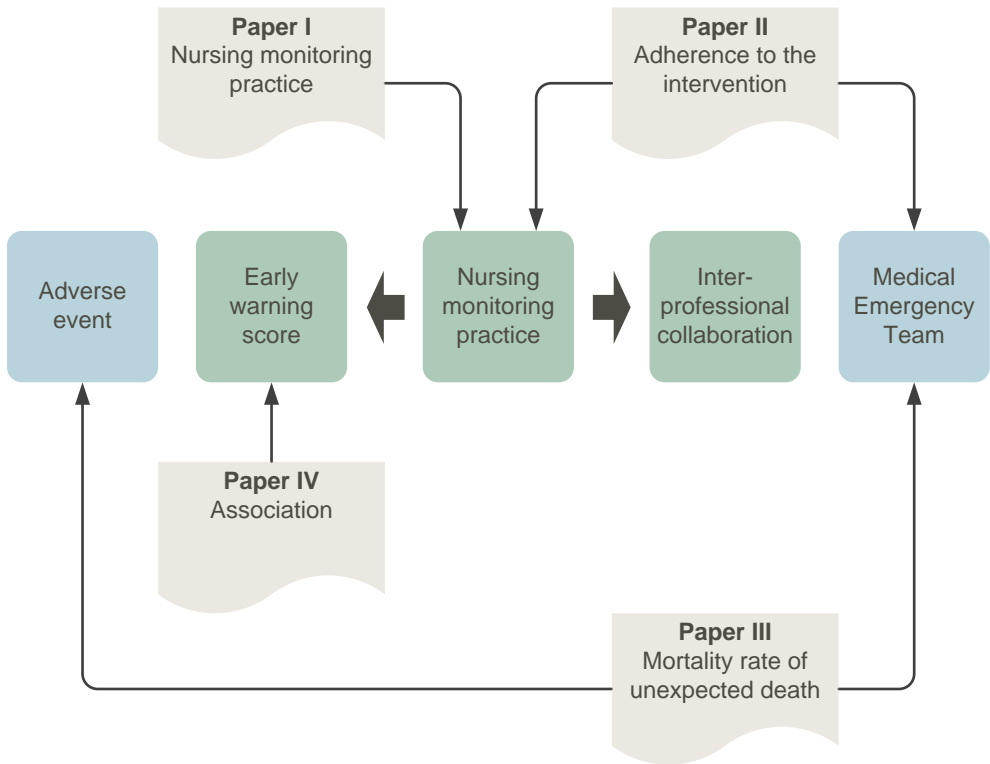 Paper I
Nursing monitoring
practice
Paper II
Adherence to the
intervention
Adverse
event
Early
warning
score
Nursing
monitoring
practice
Inter-
professional
collaboration
Medical
Emergency
Team
Paper IV
Association
Paper III
Mortality rate of
unexpected death